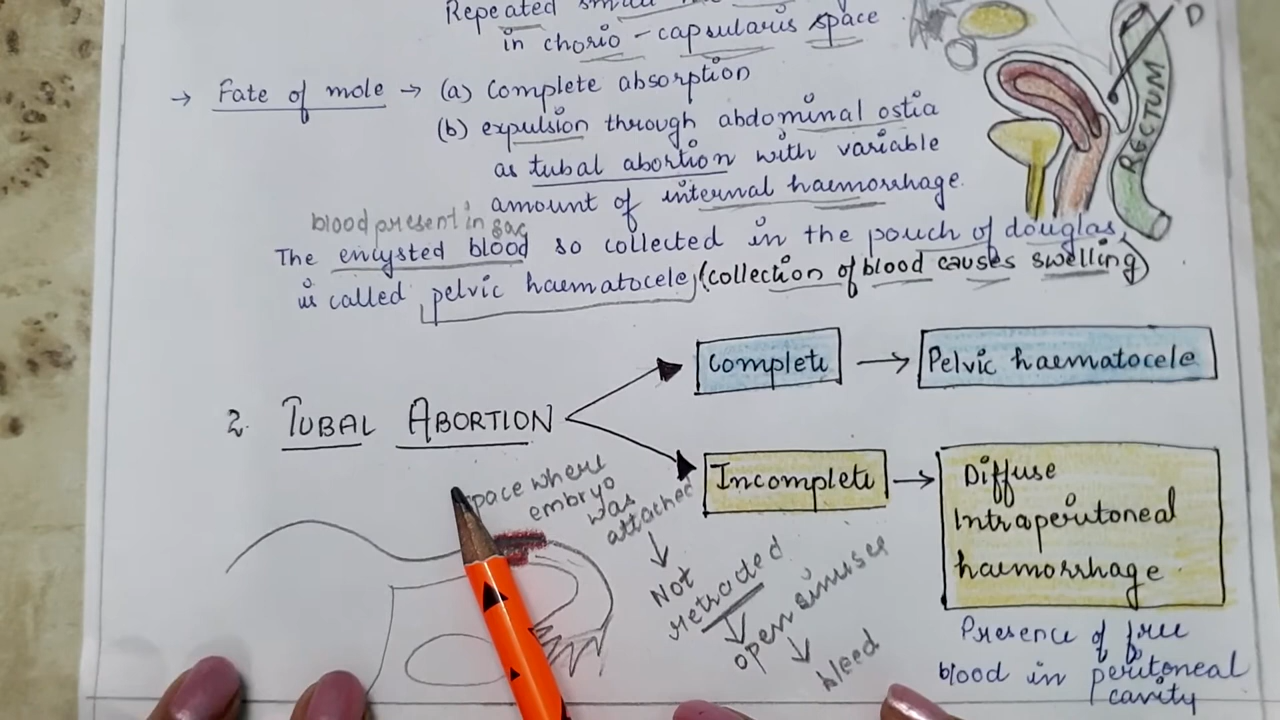 Repeated small
in chorio-capsularis space
→ Fate of mole → (a) Complete absorption
(b) expulsion through abdominal ostia
as tubal abortion with variable
amount of internal haemorrhage.
blood present in sac
The encysted blood so collected in the pouch of douglas,
is called pelvic haematocele (collection of blood causes swelling)
D
RECTUM
2. TUBAL ABORTION
Complete → Pelvic haematocele
Incomplete → Diffuse
Intraperitoneal
haemorrhage.
Presence of free
blood in peritoneal
cavity
space where
embryo
was
attached
Not
retracted
open sinuses
bleed